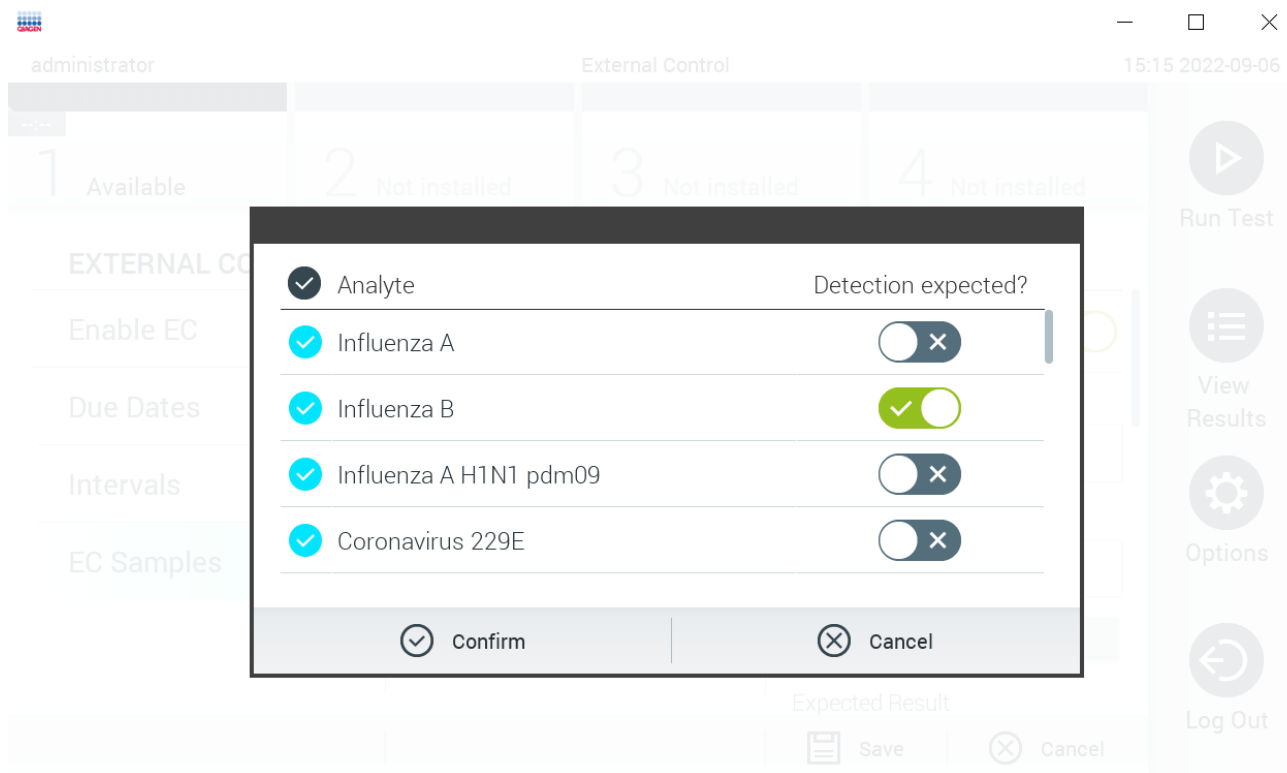 QIAGEN
administrator External Control 15:15 2022-09-06
--:--
1 Available 2 Not installed 3 Not installed 4 Not installed
Run Test
EXTERNAL CO
Analyte Detection expected?
Enable EC
Influenza A
View
Results
Due Dates
Influenza B
Intervals
Influenza A H1N1 pdm09
Options
EC Samples
Coronavirus 229E
Confirm Cancel
Expected Result
Log Out
Save Cancel